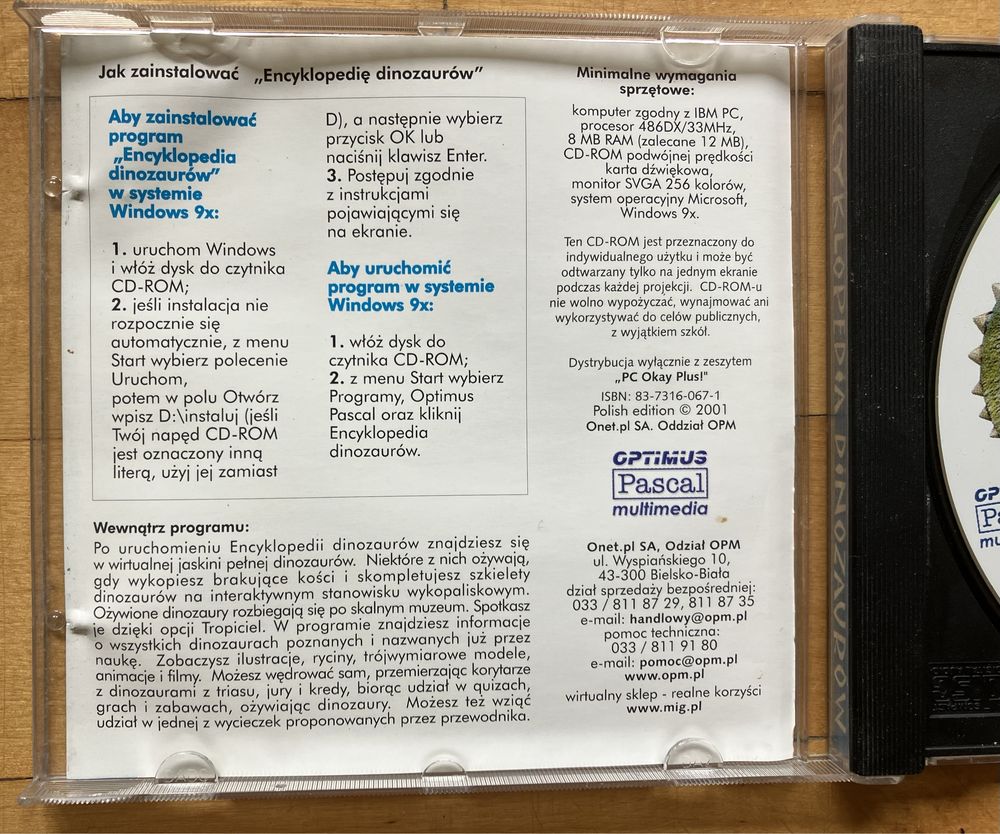 Jak zainstalować „Encyklopedię dinozaurów”
Aby zainstalować
program
„Encyklopedia
dinozaurów”
w systemie
Windows 9x:
1. uruchom Windows
i włóż dysk do czytnika
CD-ROM;
2. jeśli instalacja nie
rozpocznie się
automatycznie, z menu
Start wybierz polecenie
Uruchom,
potem w polu Otwórz
wpisz D:\instaluj (jeśli
Twój napęd CD-ROM
jest oznaczony inną
literą, użyj jej zamiast
D), a następnie wybierz
przycisk OK lub
naciśnij klawisz Enter.
3. Postępuj zgodnie
z instrukcjami
pojawiającymi się
na ekranie.
Aby uruchomić
program w systemie
Windows 9x:
1. włóż dysk do
czytnika CD-ROM;
2. z menu Start wybierz
Programy, Optimus
Pascal oraz kliknij
Encyklopedia
dinozaurów.
Wewnątrz programu:
Po uruchomieniu Encyklopedii dinozaurów znajdziesz się
w wirtualnej jaskini pełnej dinozaurów. Niektóre z nich ożywają,
gdy wykopiesz brakujące kości i skompletujesz szkielety
dinozaurów na interaktywnym stanowisku wykopaliskowym.
Ożywione dinozaury rozbiegają się po skalnym muzeum. Spotkasz
je dzięki opcji Tropiciel. W programie znajdziesz informacje
o wszystkich dinozaurach poznanych i nazwanych już przez
naukę. Zobaczysz ilustracje, ryciny, trójwymiarowe modele,
animacje i filmy. Możesz wędrować sam, przemierzając korytarze
z dinozaurami z triasu, jury i kredy, biorąc udział w quizach,
grach i zabawach, ożywiając dinozaury. Możesz też wziąć
udział w jednej z wycieczek proponowanych przez przewodnika.
Minimalne wymagania
sprzętowe:
komputer zgodny z IBM PC,
procesor 486DX/33MHz,
8 MB RAM (zalecane 12 MB),
CD-ROM podwójnej prędkości
karta dźwiękowa,
monitor SVGA 256 kolorów,
system operacyjny Microsoft,
Windows 9x.
Ten CD-ROM jest przeznaczony do
indywidualnego użytku i może być
odtwarzany tylko na jednym ekranie
podczas każdej projekcji. CD-ROM-u
nie wolno wypożyczać, wynajmować ani
wykorzystywać do celów publicznych,
z wyjątkiem szkół.
Dystrybucja wyłącznie z zeszytem
„PC Okay Plus!"
ISBN: 83-7316-067-1
Polish edition © 2001
Onet.pl SA. Oddział OPM
OPTIMUS
Pascal
multimedia
Onet.pl SA, Odział OPM
ul. Wyspiańskiego 10,
43-300 Bielsko-Biała
dział sprzedaży bezpośredniej:
033 / 811 87 29, 811 87 35
e-mail: handlowy@opm.pl
pomoc techniczna:
033 / 811 91 80
e-mail: pomoc@opm.pl
www.opm.pl
wirtualny sklep - realne korzyści
www.mig.pl
ENCYKLOPEDIA DINOZAURÓW